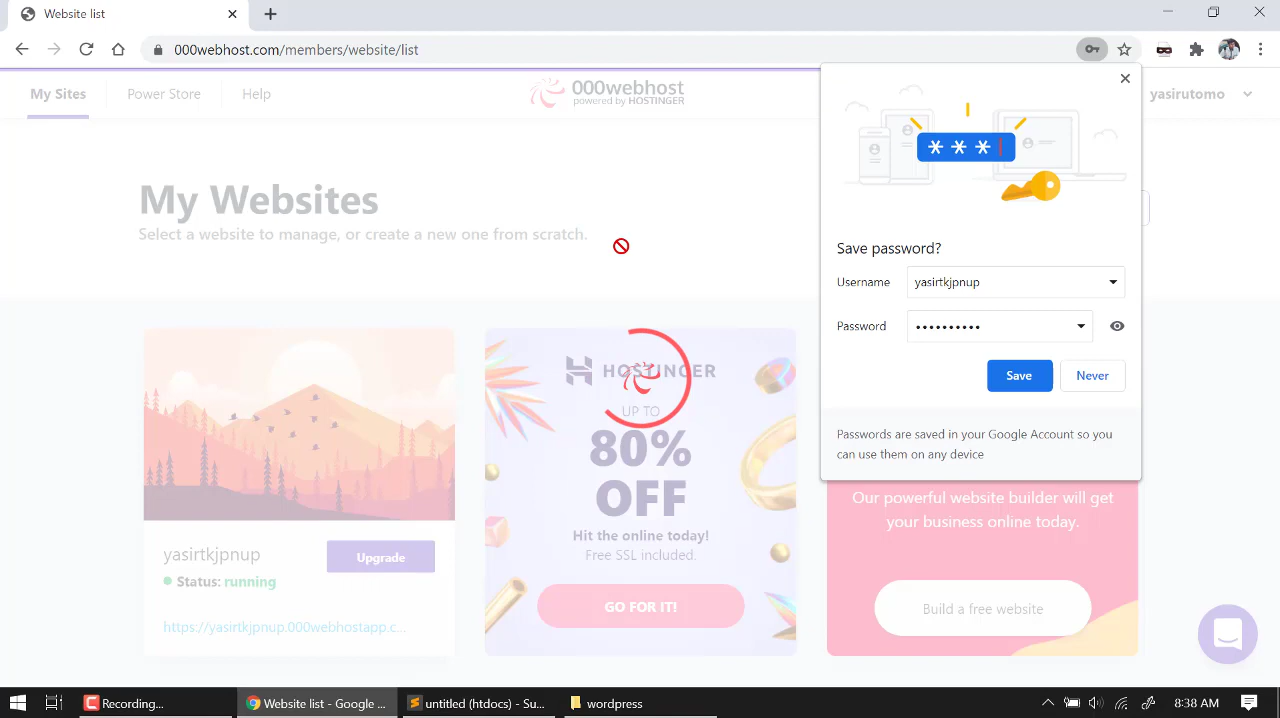 Website list
000webhost.com/members/website/list
My Sites
Power Store
Help
000webhost
powered by HOSTINGER
yasirutomo
My Websites
Select a website to manage, or create a new one from scratch.
* * *
Save password?
Username
yasirtkjpnup
Password
••••••••••
Save
Never
Passwords are saved in your Google Account so you
can use them on any device
yasirtkjpnup
Upgrade
Status: running
https://yasirtkjpnup.000webhostapp.c...
HOSTINGER
UP TO
80%
OFF
Hit the online today!
Free SSL included.
GO FOR IT!
Our powerful website builder will get
your business online today.
Build a free website
Recording...
Website list - Google ...
untitled (htdocs) - Su...
wordpress
8:38 AM